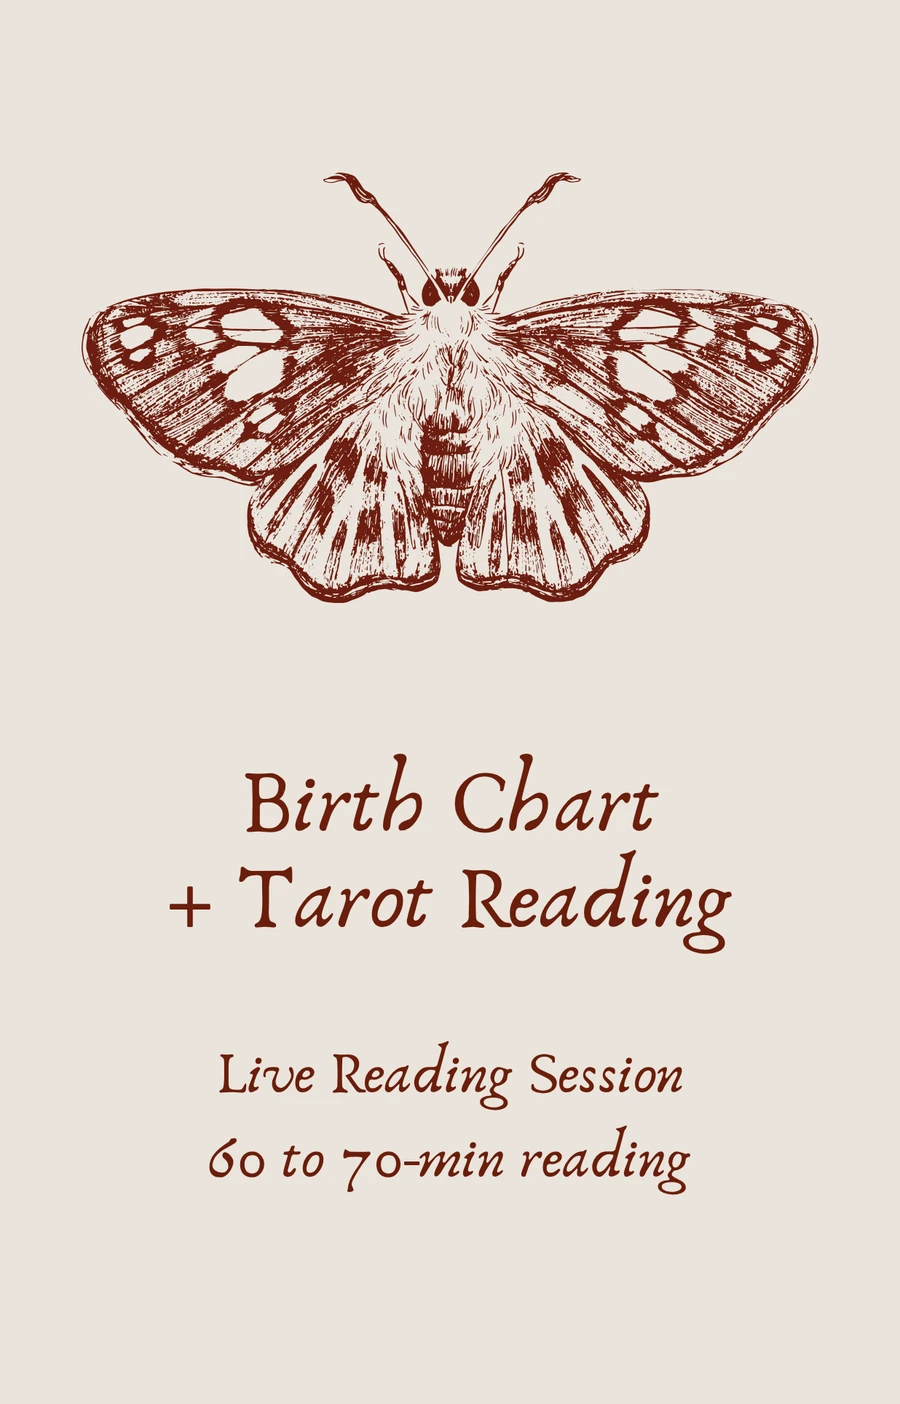 Birth Chart
+ Tarot Reading
Live Reading Session
60 to 70-min reading